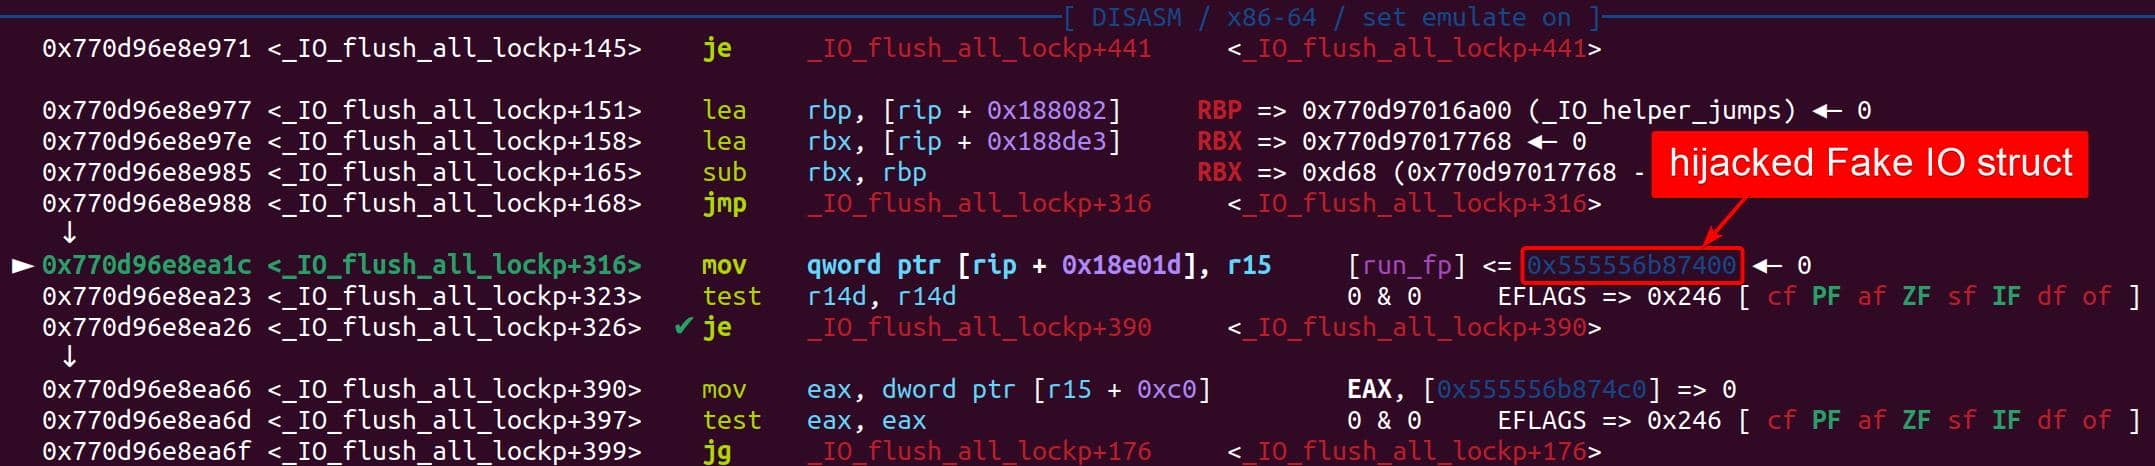 [ DISASM / x86-64 / set emulate on ]
0x770d96e8e971 <_IO_flush_all_lockp+145> je _IO_flush_all_lockp+441 <_IO_flush_all_lockp+441>
0x770d96e8e977 <_IO_flush_all_lockp+151> lea rbp, [rip + 0x188082] RBP => 0x770d97016a00 (_IO_helper_jumps) ◂— 0
0x770d96e8e97e <_IO_flush_all_lockp+158> lea rbx, [rip + 0x188de3] RBX => 0x770d97017768 ◂— 0
0x770d96e8e985 <_IO_flush_all_lockp+165> sub rbx, rbp RBX => 0xd68 (0x770d97017768 -
hijacked Fake IO struct
0x770d96e8e988 <_IO_flush_all_lockp+168> jmp _IO_flush_all_lockp+316 <_IO_flush_all_lockp+316>
↓
► 0x770d96e8ea1c <_IO_flush_all_lockp+316> mov qword ptr [rip + 0x18e01d], r15 [run_fp] <= 0x555556b87400 ◂— 0
0x770d96e8ea23 <_IO_flush_all_lockp+323> test r14d, r14d 0 & 0 EFLAGS => 0x246 [ cf PF af ZF sf IF df of ]
0x770d96e8ea26 <_IO_flush_all_lockp+326> ✔ je _IO_flush_all_lockp+390 <_IO_flush_all_lockp+390>
↓
0x770d96e8ea66 <_IO_flush_all_lockp+390> mov eax, dword ptr [r15 + 0xc0] EAX, [0x555556b874c0] => 0
0x770d96e8ea6d <_IO_flush_all_lockp+397> test eax, eax 0 & 0 EFLAGS => 0x246 [ cf PF af ZF sf IF df of ]
0x770d96e8ea6f <_IO_flush_all_lockp+399> jg _IO_flush_all_lockp+176 <_IO_flush_all_lockp+176>